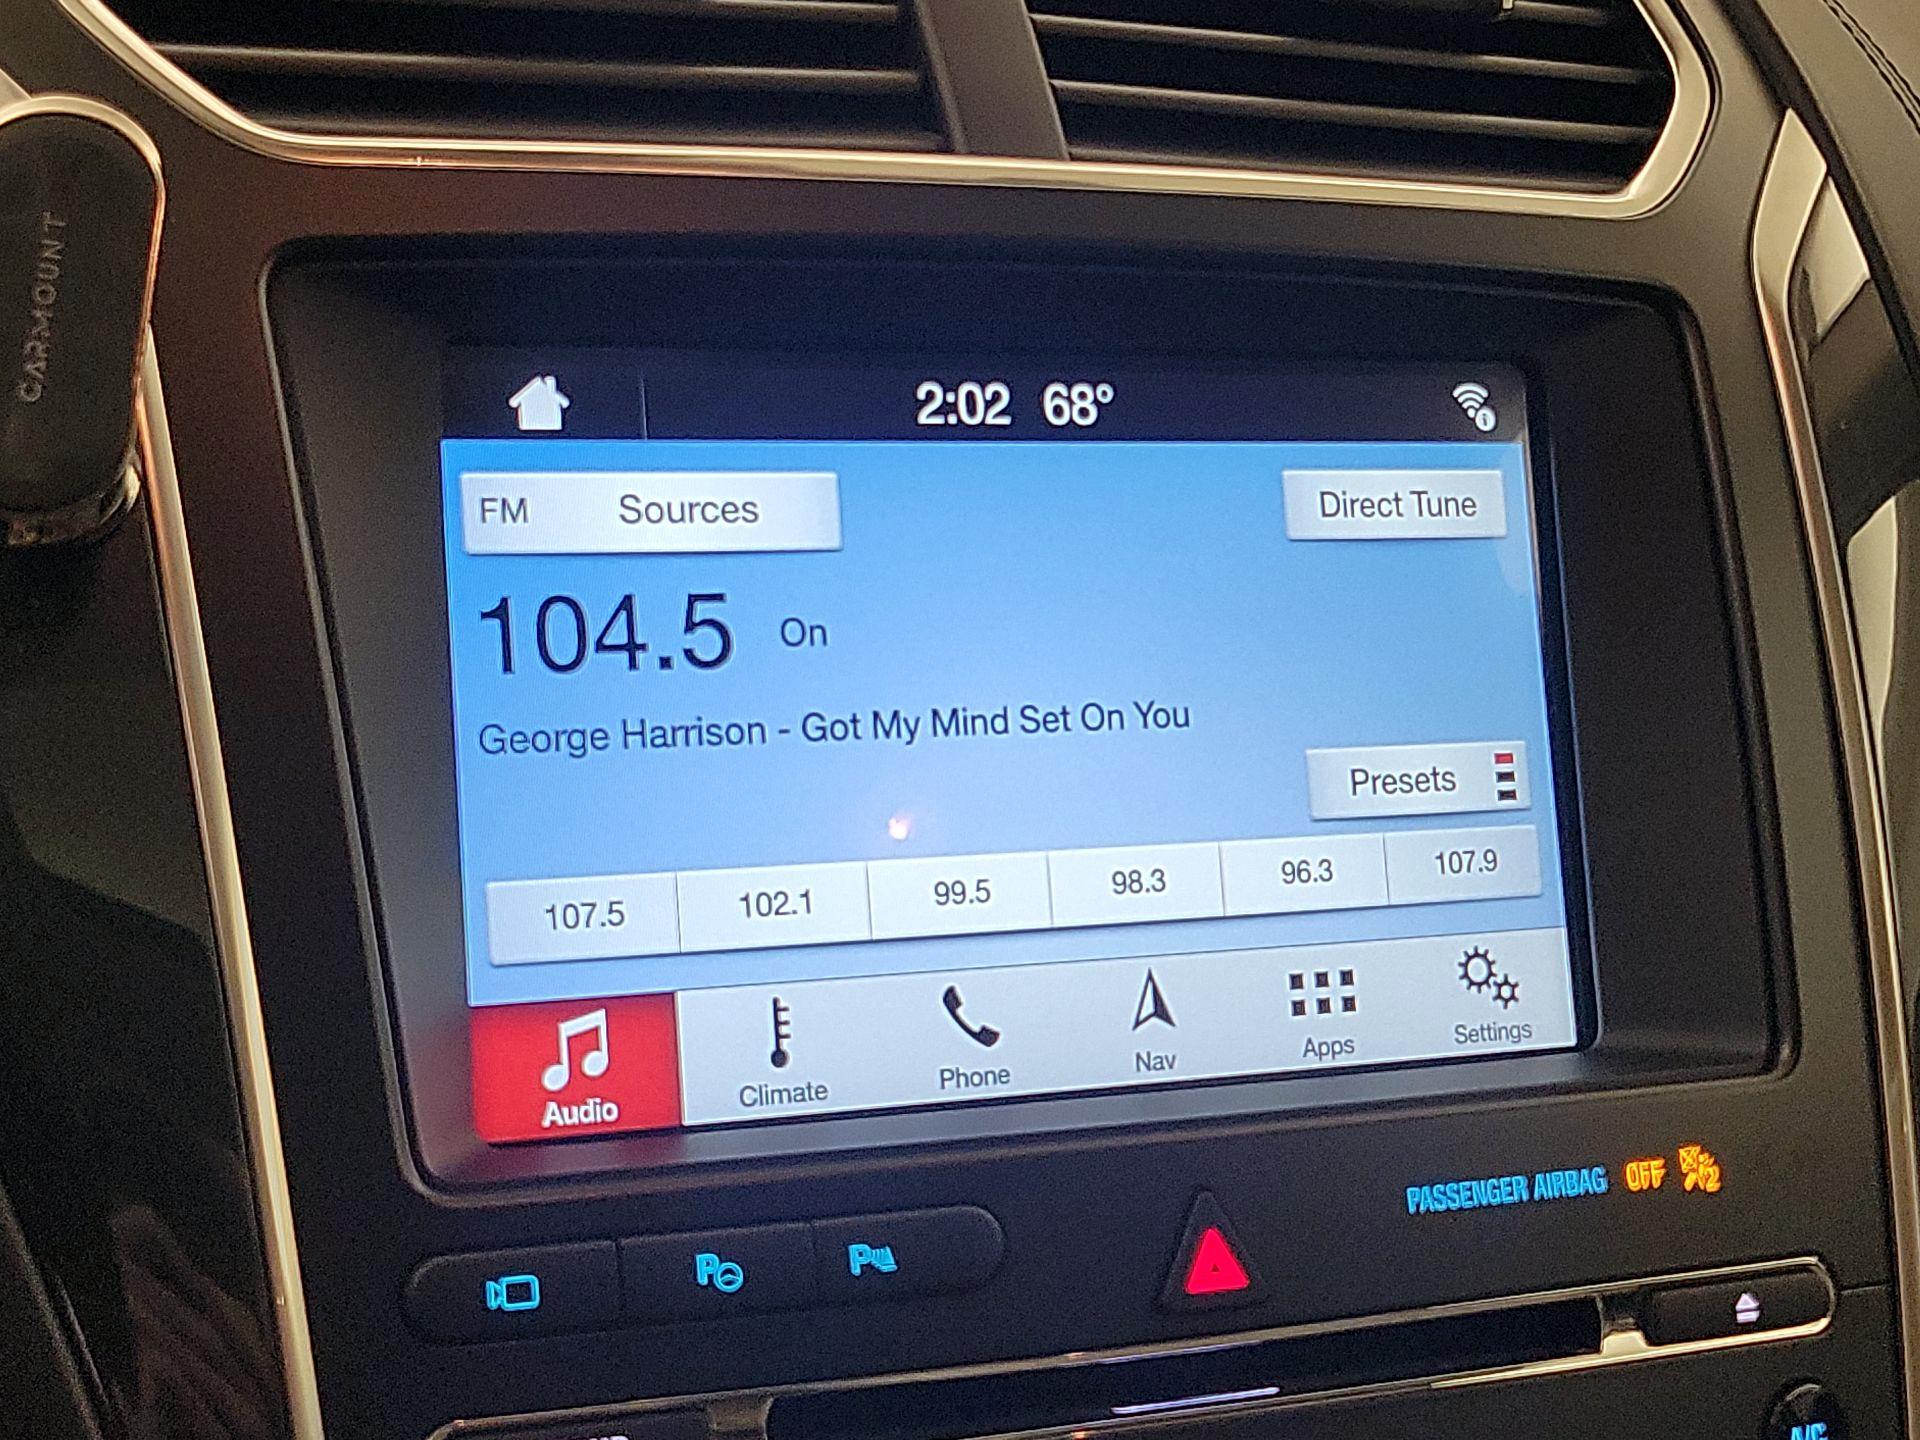 CARMOUNT
2:02 68°
FM Sources
Direct Tune
104.5 On
George Harrison - Got My Mind Set On You
Presets
107.5 102.1 99.5 98.3 96.3 107.9
Audio Climate Phone Nav Apps Settings
PASSENGER AIRBAG OFF
A/C